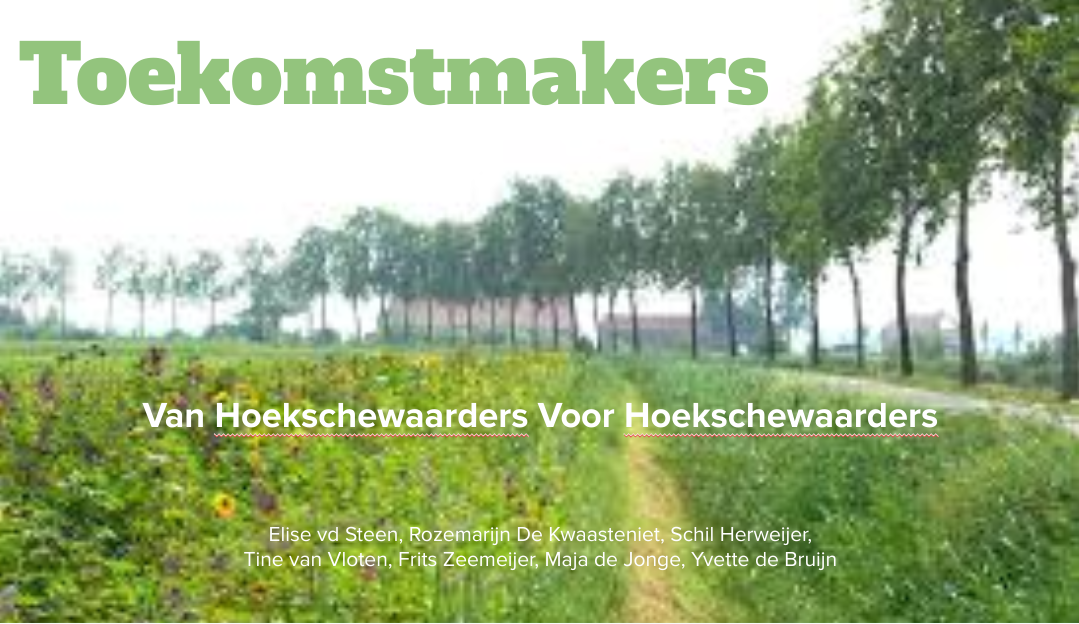 Toekomstmakers
Van Hoekschewaarders Voor Hoekschewaarders
Elise vd Steen, Rozemarijn De Kwaasteniet, Schil Herweijer,
Tine van Vloten, Frits Zeemeijer, Maja de Jonge, Yvette de Bruijn